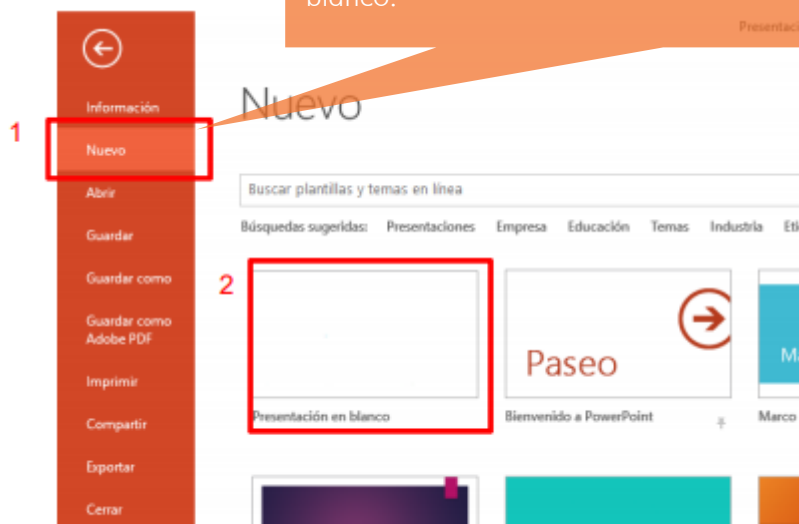 blanco.
Presentaci
Información
1
Nuevo
Abrir
Guardar
Guardar como
Guardar como
Adobe PDF
Imprimir
Compartir
Exportar
Cerrar
Nuevo
Buscar plantillas y temas en línea
Búsquedas sugeridas: Presentaciones Empresa Educación Temas Industria Eti
2
Presentación en blanco
Paseo
Bienvenido a PowerPoint
Ma
Marco